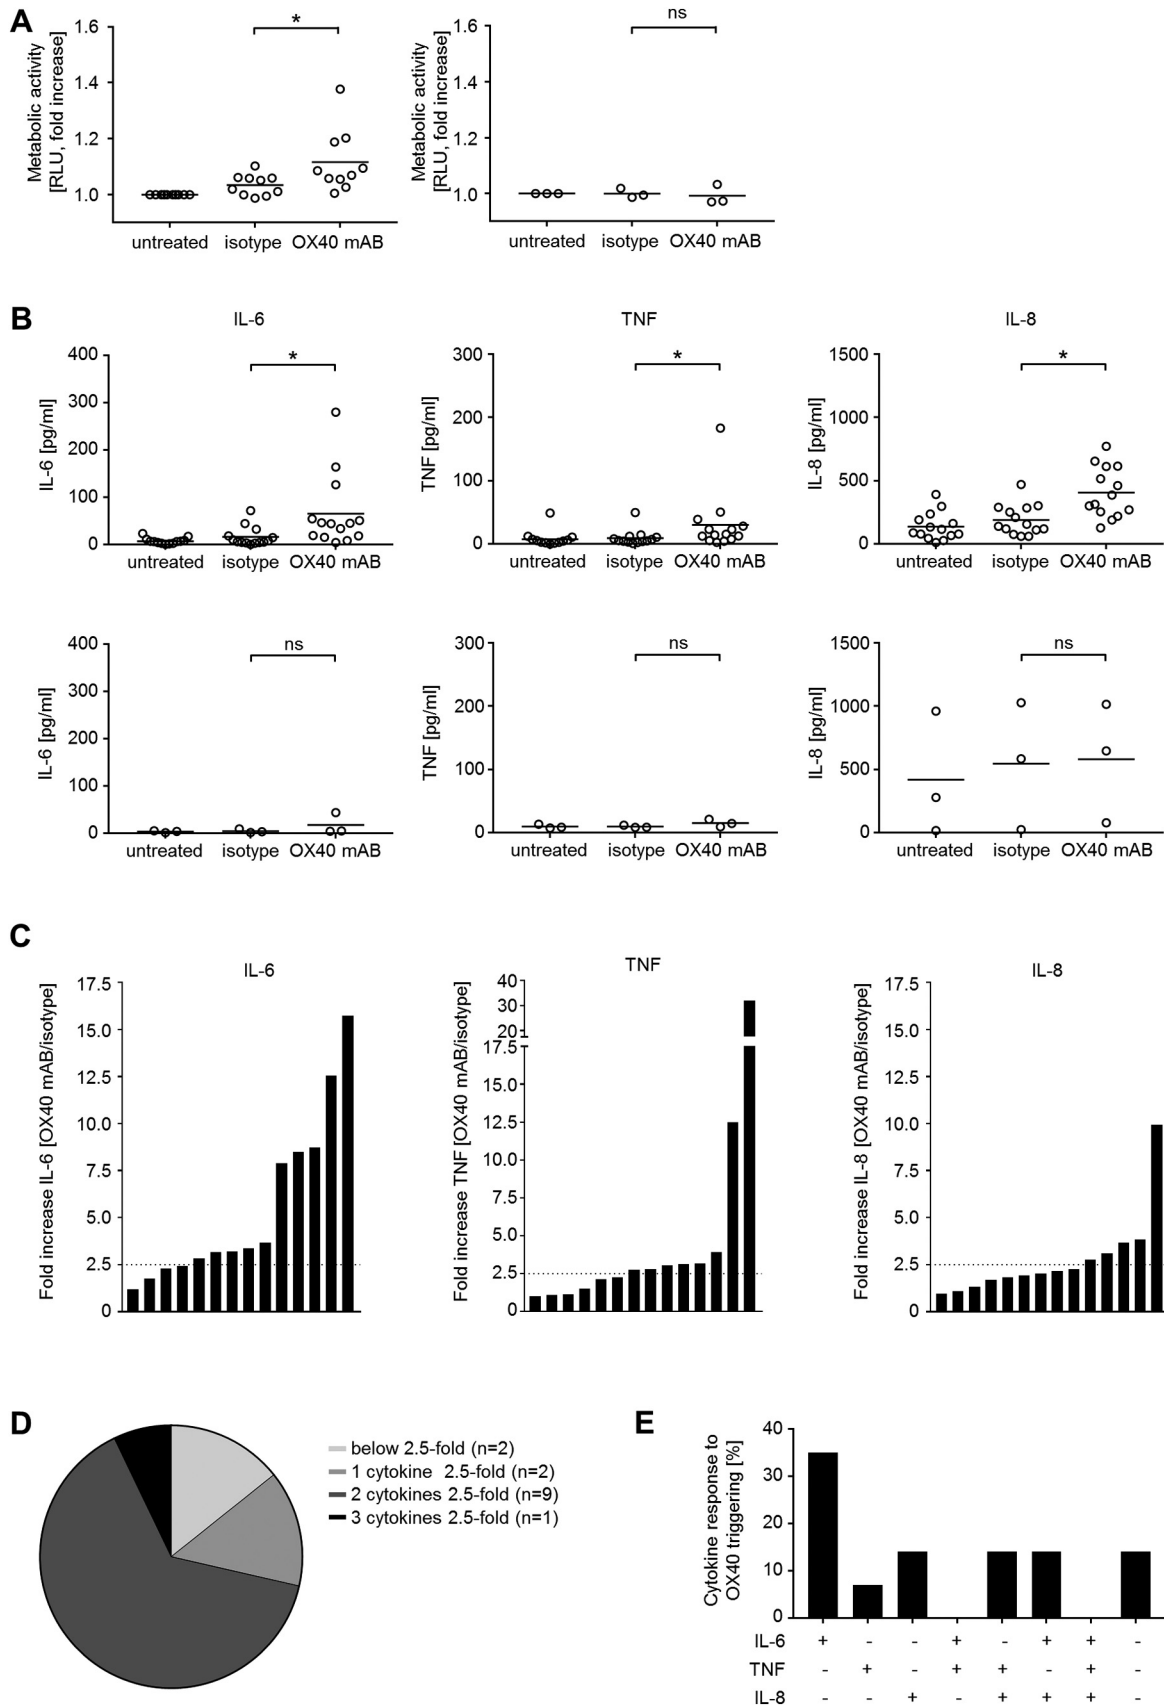 A
Metabolic activity
[RLU, fold increase]
1.6
1.4
1.2
1.0
*
untreated isotype OX40 mAB
Metabolic activity
[RLU, fold increase]
1.6
1.4
1.2
1.0
ns
untreated isotype OX40 mAB
B
IL-6
IL-6 [pg/ml]
400
300
200
100
0
*
untreated isotype OX40 mAB
TNF
TNF [pg/ml]
300
200
100
0
*
untreated isotype OX40 mAB
IL-8
IL-8 [pg/ml]
1500
1000
500
0
*
untreated isotype OX40 mAB
IL-6 [pg/ml]
400
300
200
100
0
ns
untreated isotype OX40 mAB
TNF [pg/ml]
300
200
100
0
ns
untreated isotype OX40 mAB
IL-8 [pg/ml]
1500
1000
500
0
ns
untreated isotype OX40 mAB
C
IL-6
Fold increase IL-6 [OX40 mAB/isotype]
17.5
15.0
12.5
10.0
7.5
5.0
2.5
0
TNF
Fold increase TNF [OX40 mAB/isotype]
40
30
20
17.5
15.0
12.5
10.0
7.5
5.0
2.5
0
IL-8
Fold increase IL-8 [OX40 mAB/isotype]
17.5
15.0
12.5
10.0
7.5
5.0
2.5
0
D
below 2.5-fold (n=2)
1 cytokine 2.5-fold (n=2)
2 cytokines 2.5-fold (n=9)
3 cytokines 2.5-fold (n=1)
E
Cytokine response to
OX40 triggering [%]
40
30
20
10
0
IL-6 + - - + - + + -
TNF - + - + + - + -
IL-8 - - + - + + + -